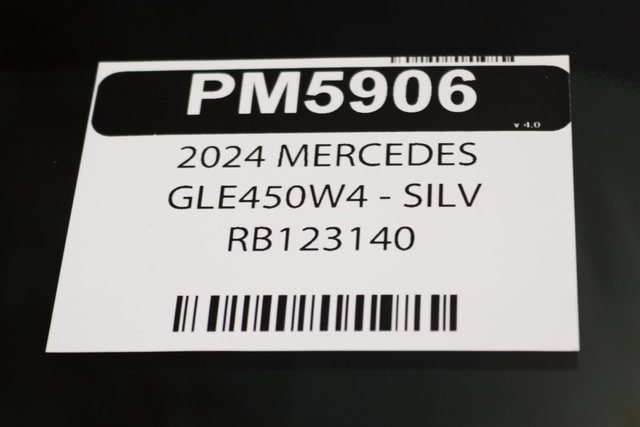 PM5906
v 4.0
2024 MERCEDES
GLE450W4 - SILV
RB123140